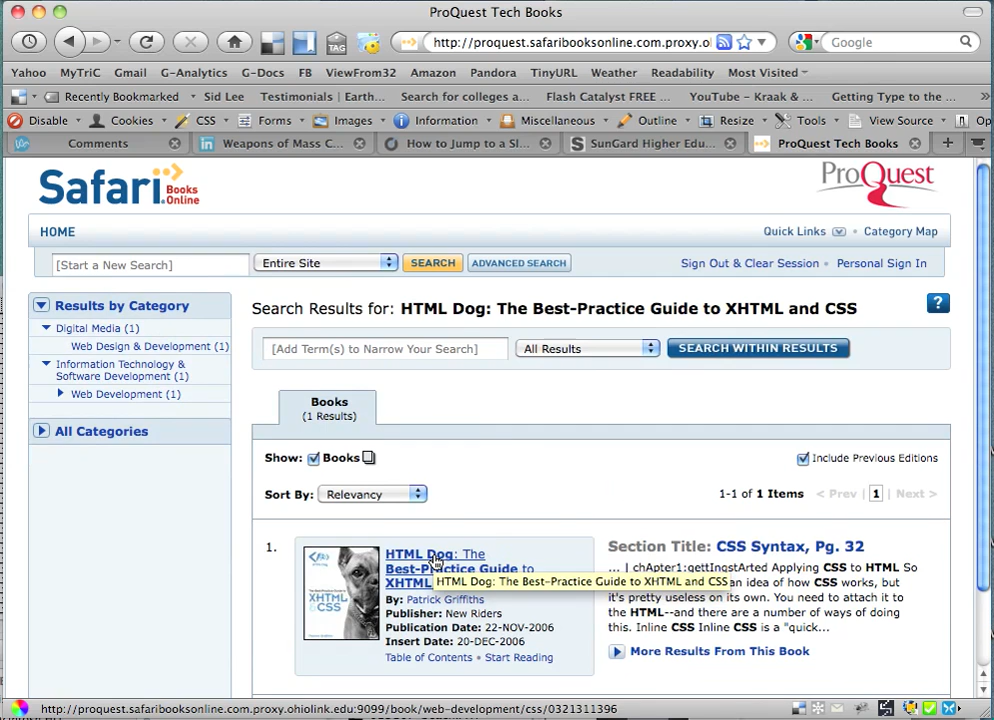 ProQuest Tech Books
http://proquest.safaribooksonline.com.proxy.ol
Google
TAG
Yahoo MyTriC Gmail G-Analytics G-Docs FB ViewFrom32 Amazon Pandora TinyURL Weather Readability Most Visited
Recently Bookmarked Sid Lee Testimonials | Earth... Search for colleges a... Flash Catalyst FREE ... YouTube - Kraak & ... Getting Type to the ...
Disable Cookies CSS Forms Images Information Miscellaneous Outline Resize Tools View Source Op
Comments Weapons of Mass C... How to Jump to a Sl... SunGard Higher Edu... ProQuest Tech Books
Safari Books Online
ProQuest
HOME Quick Links • Category Map
[Start a New Search] Entire Site SEARCH ADVANCED SEARCH Sign Out & Clear Session • Personal Sign In
Results by Category
Digital Media (1)
Web Design & Development (1)
Information Technology &
Software Development (1)
Web Development (1)
All Categories
Search Results for: HTML Dog: The Best-Practice Guide to XHTML and CSS ?
[Add Term(s) to Narrow Your Search] All Results SEARCH WITHIN RESULTS
Books
(1 Results)
Show: Books Include Previous Editions
Sort By: Relevancy 1-1 of 1 Items < Prev | 1 | Next >
1.
XHTML
&CSS
HTML Dog: The
Best-Practice Guide to
XHTML
HTML Dog: The Best-Practice Guide to XHTML and CSS
By: Patrick Griffiths
Publisher: New Riders
Publication Date: 22-NOV-2006
Insert Date: 20-DEC-2006
Table of Contents • Start Reading
Section Title: CSS Syntax, Pg. 32
... | chApter1:gettIngstArted Applying CSS to HTML So
an idea of how CSS works, but
it's pretty useless on its own. You need to attach it to
the HTML--and there are a number of ways of doing
this. Inline CSS Inline CSS is a "quick...
More Results From This Book
http://proquest.safaribooksonline.com.proxy.ohiolink.edu:9099/book/web-development/css/0321311396